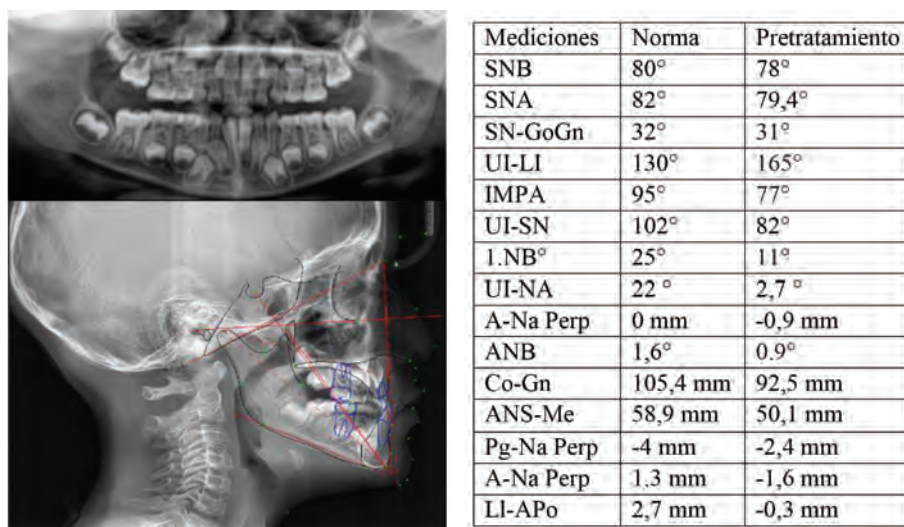 Mediciones Norma Pretratamiento
SNB 80° 78°
SNA 82° 79,4°
SN-GoGn 32° 31°
UI-LI 130° 165°
IMPA 95° 77°
UI-SN 102° 82°
1.NB° 25° 11°
UI-NA 22 ° 2,7 °
A-Na Perp 0 mm -0,9 mm
ANB 1,6° 0.9°
Co-Gn 105,4 mm 92,5 mm
ANS-Me 58,9 mm 50,1 mm
Pg-Na Perp -4 mm -2,4 mm
A-Na Perp 1.3 mm -1,6 mm
Ll-APo 2,7 mm -0,3 mm